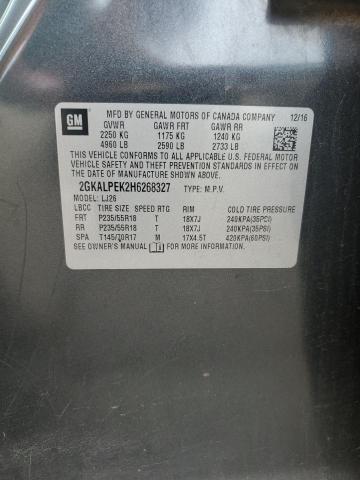 GM
MFD BY GENERAL MOTORS OF CANADA COMPANY 12/16
GVWR GAWR FRT GAWR RR
2250 KG 1175 KG 1240 KG
4960 LB 2590 LB 2733 LB
THIS VEHICLE CONFORMS TO ALL APPLICABLE U.S. FEDERAL MOTOR
VEHICLE SAFETY AND THEFT PREVENTION STANDARDS IN EFFECT ON
THE DATE OF MANUFACTURE SHOWN ABOVE.
2GKALPEK2H6268327 TYPE: M.P.V.
MODEL: LJ26
LBCC TIRE SIZE SPEED RTG RIM COLD TIRE PRESSURE
FRT P235/55R18 T 18X7J 240KPA(35PSI)
RR P235/55R18 T 18X7J 240KPA(35PSI)
SPA T145/70R17 M 17X4.5T 420KPA(60PSI)
SEE OWNER'S MANUAL FOR MORE INFORMATION.